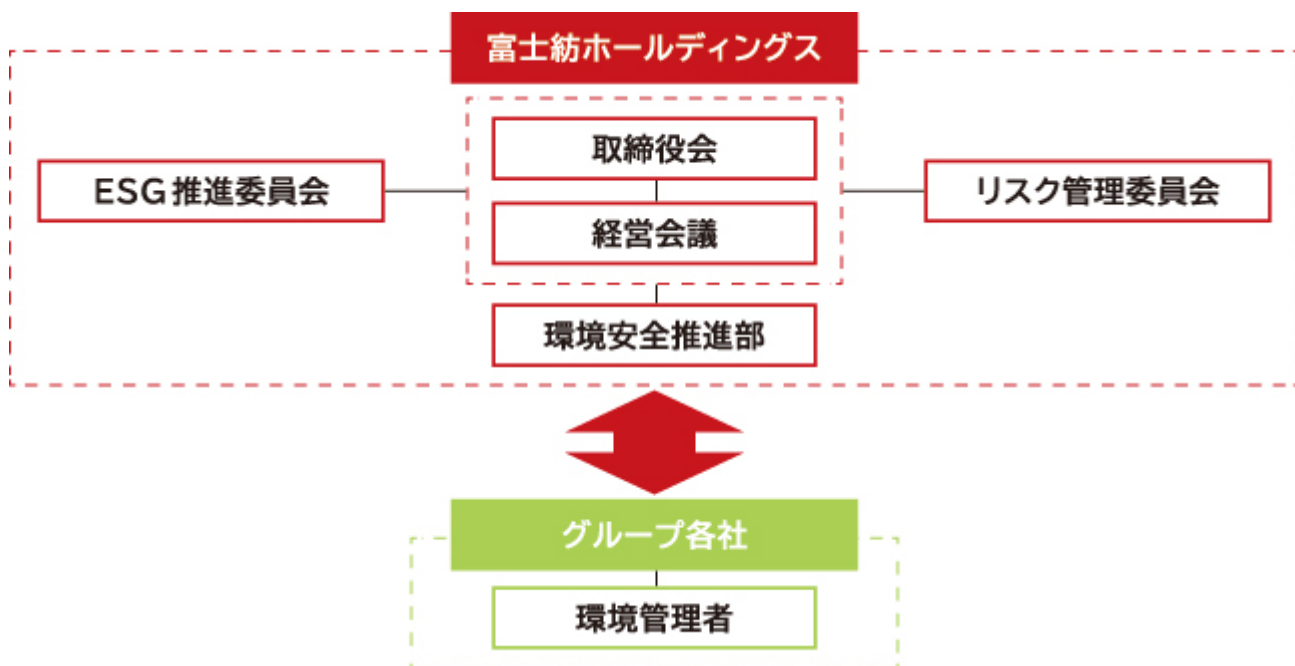 富士紡ホールディングス
取締役会
ESG推進委員会
リスク管理委員会
経営会議
環境安全推進部
グループ各社
環境管理者